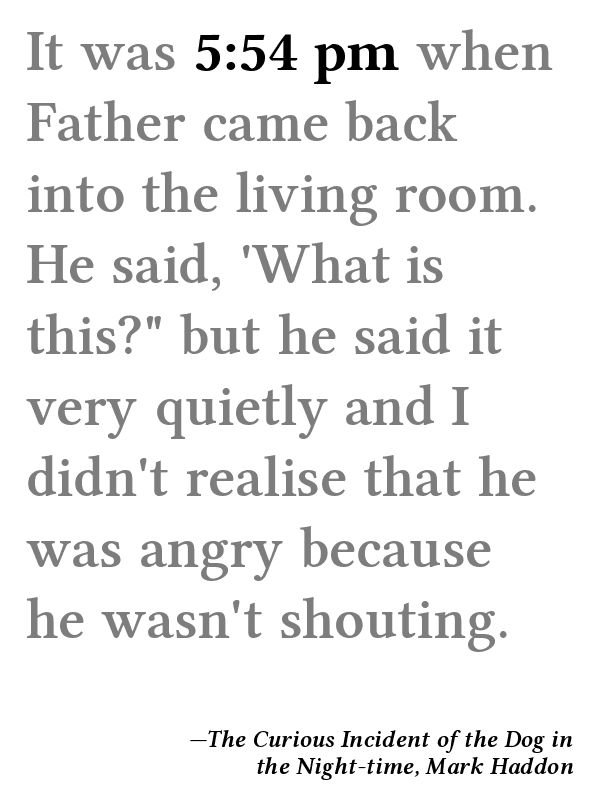 It was 5:54 pm when
Father came back
into the living room.
He said, 'What is
this?" but he said it
very quietly and I
didn't realise that he
was angry because
he wasn't shouting.
—The Curious Incident of the Dog in
the Night-time, Mark Haddon